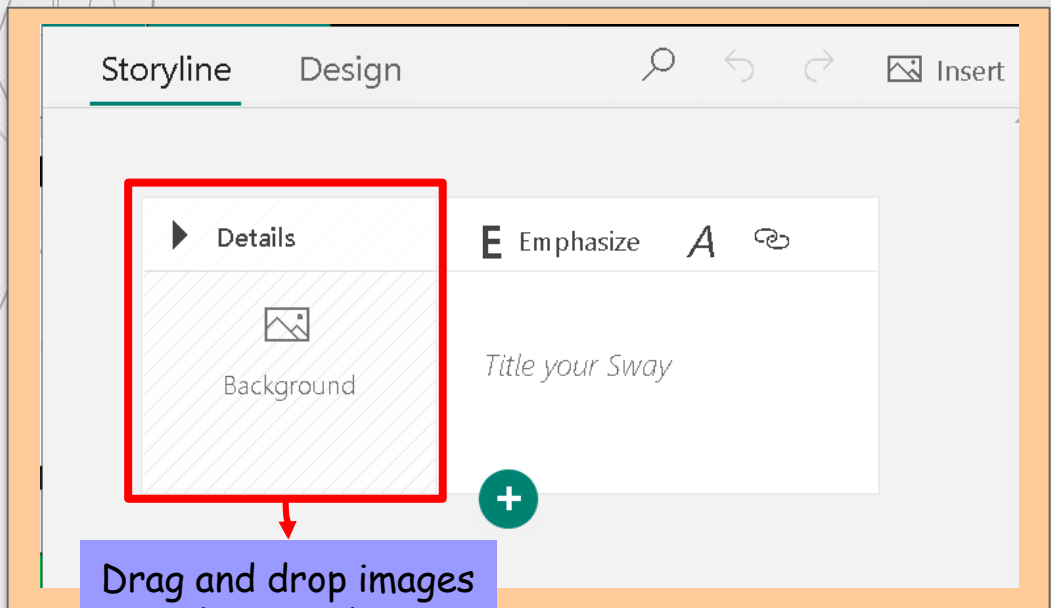 Storyline Design Insert
Details
E Emphasize A
Background
Title your Sway
Drag and drop images